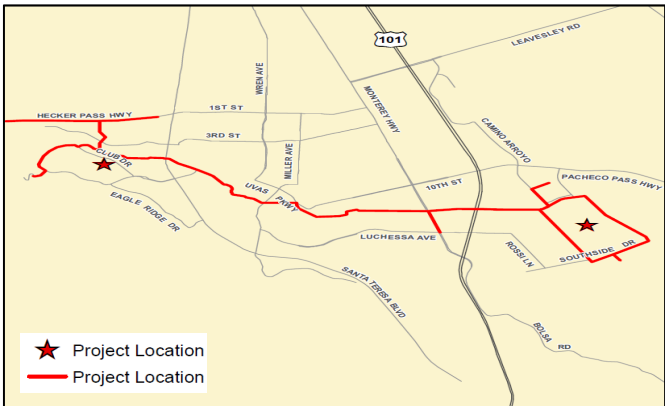 101
LEAVESLEY RD
WREN AVE
MONTEREY HWY
1ST ST
HECKER PASS HWY
CAMINO ARROYO
3RD ST
MILLER AVE
CLUB DR
UVAS PKWY
10TH ST
PACHECO PASS HWY
EAGLE RIDGE DR
LUCHESSA AVE
ROSSI LN
SOUTHSIDE DR
SANTA TERESA BLVD
BOLSA RD
Project Location
Project Location